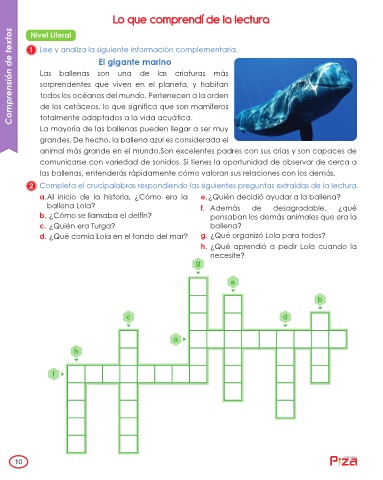 Lo que comprendí de la lectura
Comprensión de textos
Nivel Literal
1 Lee y analiza la siguiente información complementaria.
El gigante marino
Las ballenas son una de las criaturas más
sorprendentes que viven en el planeta, y habitan
todos los océanos del mundo. Pertenecen a la orden
de los cetáceos, lo que significa que son mamíferos
totalmente adaptados a la vida acuática.
La mayoría de las ballenas pueden llegar a ser muy
grandes. De hecho, la ballena azul es considerada el
animal más grande en el mundo.Son excelentes padres con sus crías y son capaces de
comunicarse con variedad de sonidos. Si tienes la oportunidad de observar de cerca a
las ballenas, entenderás rápidamente cómo valoran sus relaciones con los demás.
2 Completa el crucipalabras respondiendo las siguientes preguntas extraídas de la lectura.
a.Al inicio de la historia, ¿Cómo era la
ballena Lola?
b. ¿Cómo se llamaba el delfín?
c. ¿Quién era Turga?
d. ¿Qué comía Lola en el fondo del mar?
e.¿Quién decidió ayudar a la ballena?
f. Además de desagradable, ¿qué
pensaban los demás animales que era la
ballena?
g. ¿Qué organizó Lola para todos?
h. ¿Qué aprendió a pedir Lola cuando la
necesite?
g
e
b
c
d
a
h
f
10
Piza